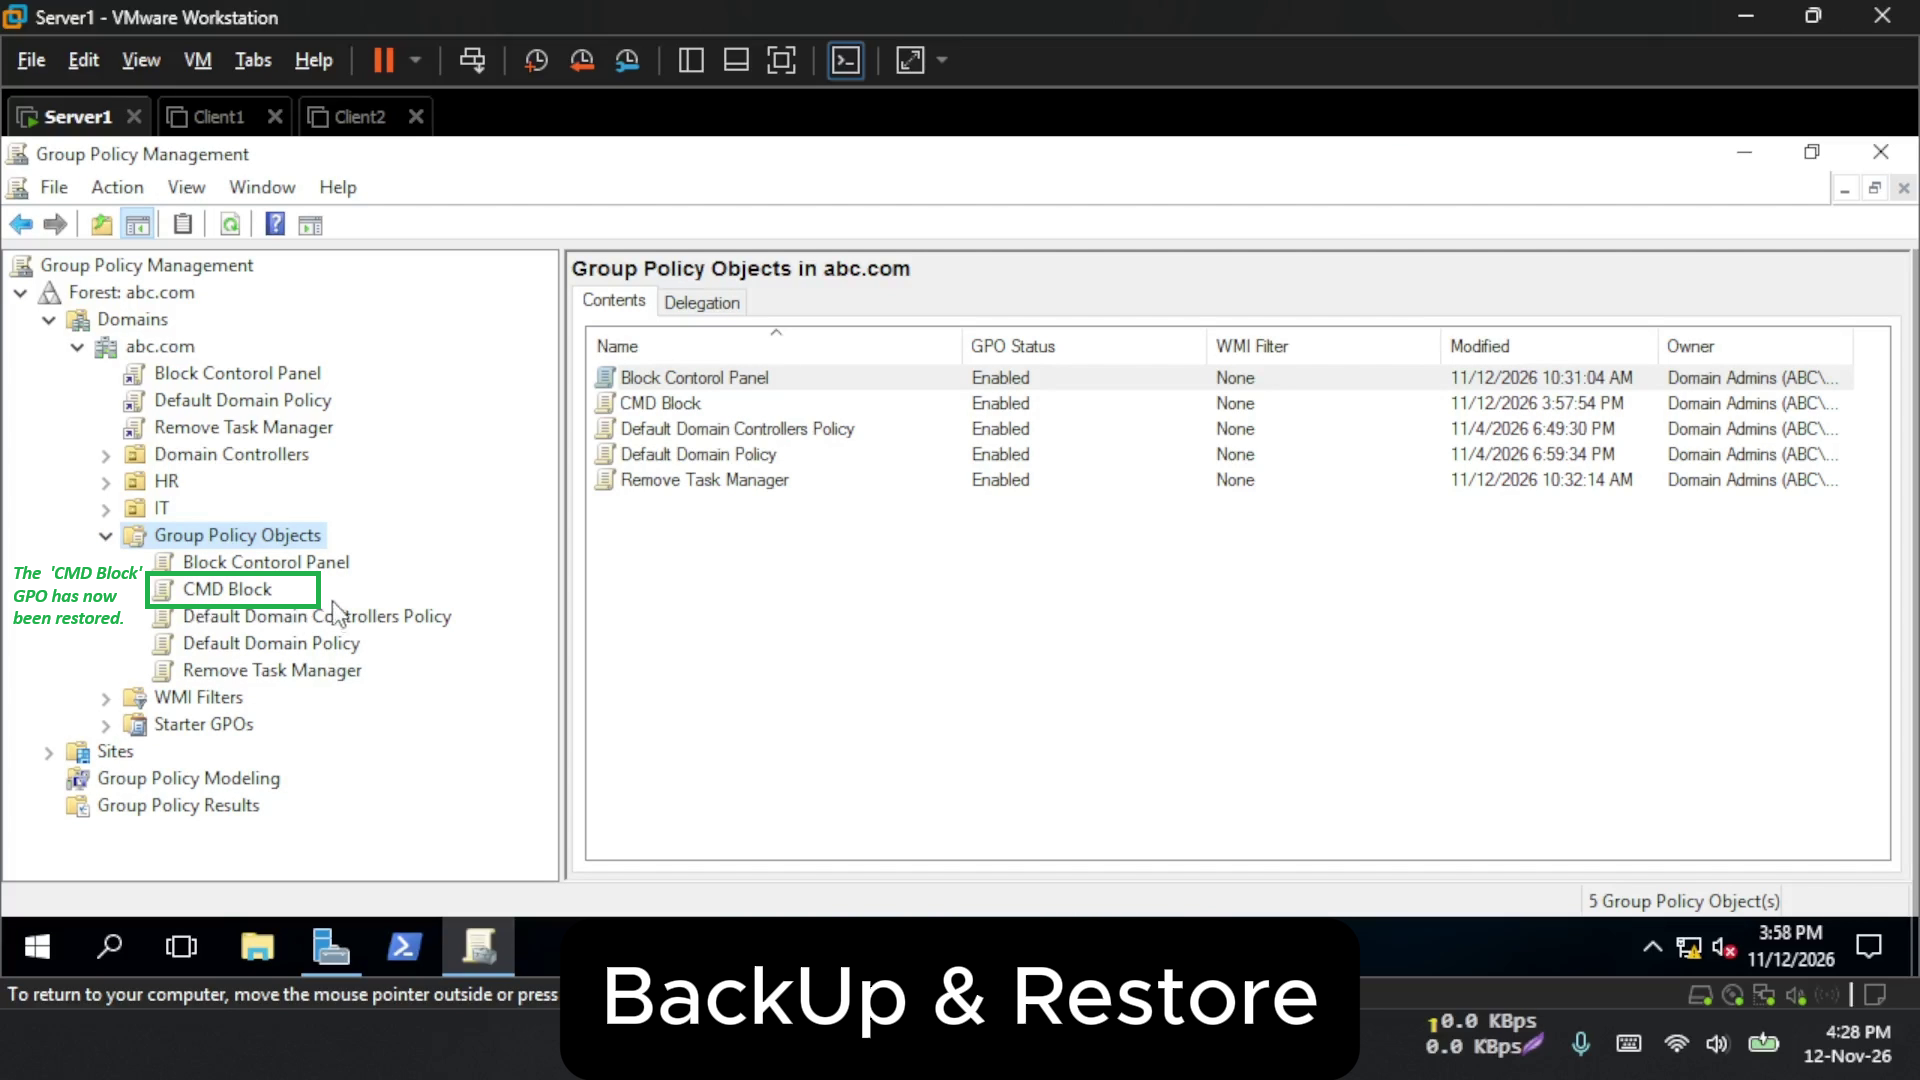 Server1 - VMware Workstation
File Edit View VM Tabs Help
Server1 Client1 Client2
Group Policy Management
File Action View Window Help
Group Policy Management
Forest: abc.com
Domains
abc.com
Block Contorol Panel
Default Domain Policy
Remove Task Manager
Domain Controllers
HR
IT
Group Policy Objects
Block Contorol Panel
CMD Block
Default Domain Controllers Policy
Default Domain Policy
Remove Task Manager
WMI Filters
Starter GPOs
Sites
Group Policy Modeling
Group Policy Results
The 'CMD Block'
GPO has now
been restored.
Group Policy Objects in abc.com
Contents Delegation
Name GPO Status WMI Filter Modified Owner
Block Contorol Panel Enabled None 11/12/2026 10:31:04 AM Domain Admins (ABC\...
CMD Block Enabled None 11/12/2026 3:57:54 PM Domain Admins (ABC\...
Default Domain Controllers Policy Enabled None 11/4/2026 6:49:30 PM Domain Admins (ABC\...
Default Domain Policy Enabled None 11/4/2026 6:59:34 PM Domain Admins (ABC\...
Remove Task Manager Enabled None 11/12/2026 10:32:14 AM Domain Admins (ABC\...
5 Group Policy Object(s)
3:58 PM
11/12/2026
To return to your computer, move the mouse pointer outside or press
BackUp & Restore
0.0 KBps
0.0 KBps
4:28 PM
12-Nov-26